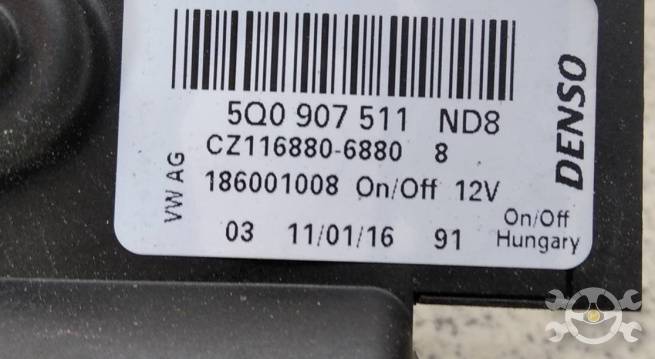 5Q0 907 511 ND8
CZ116880-6880 8
186001008 On/Off 12V
03 11/01/16 91
On/Off
Hungary
VW AG
DENSO